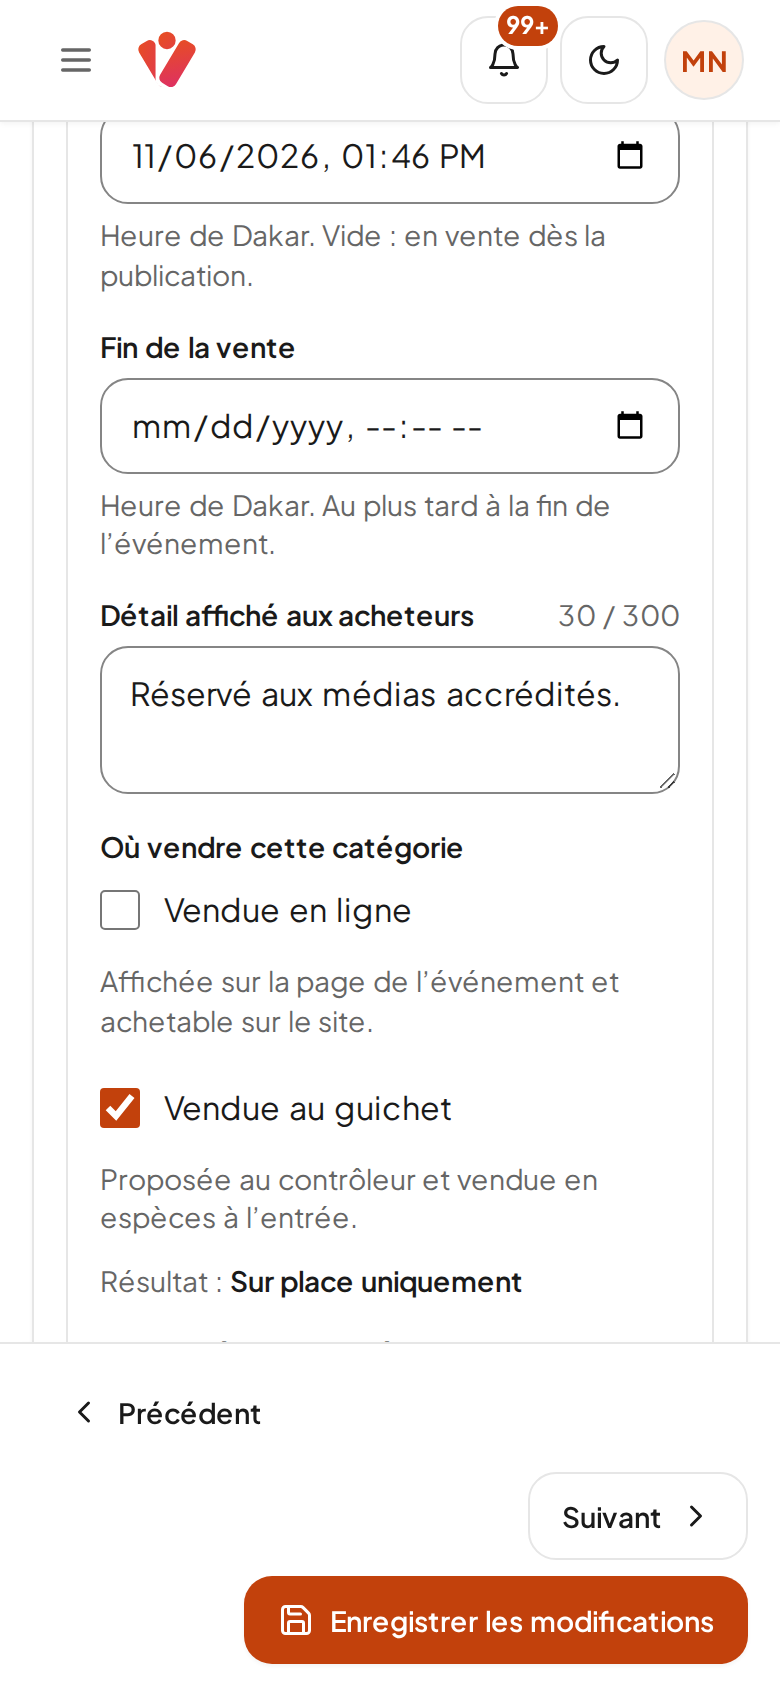 99+
MN
11/06/2026, 01:46 PM
Heure de Dakar. Vide : en vente dès la
publication.
Fin de la vente
mm/dd/yyyy, --:-- --
Heure de Dakar. Au plus tard à la fin de
l’événement.
Détail affiché aux acheteurs 30 / 300
Réservé aux médias accrédités.
Où vendre cette catégorie
Vendue en ligne
Affichée sur la page de l’événement et
achetable sur le site.
Vendue au guichet
Proposée au contrôleur et vendue en
espèces à l’entrée.
Résultat : Sur place uniquement
Précédent
Suivant
Enregistrer les modifications